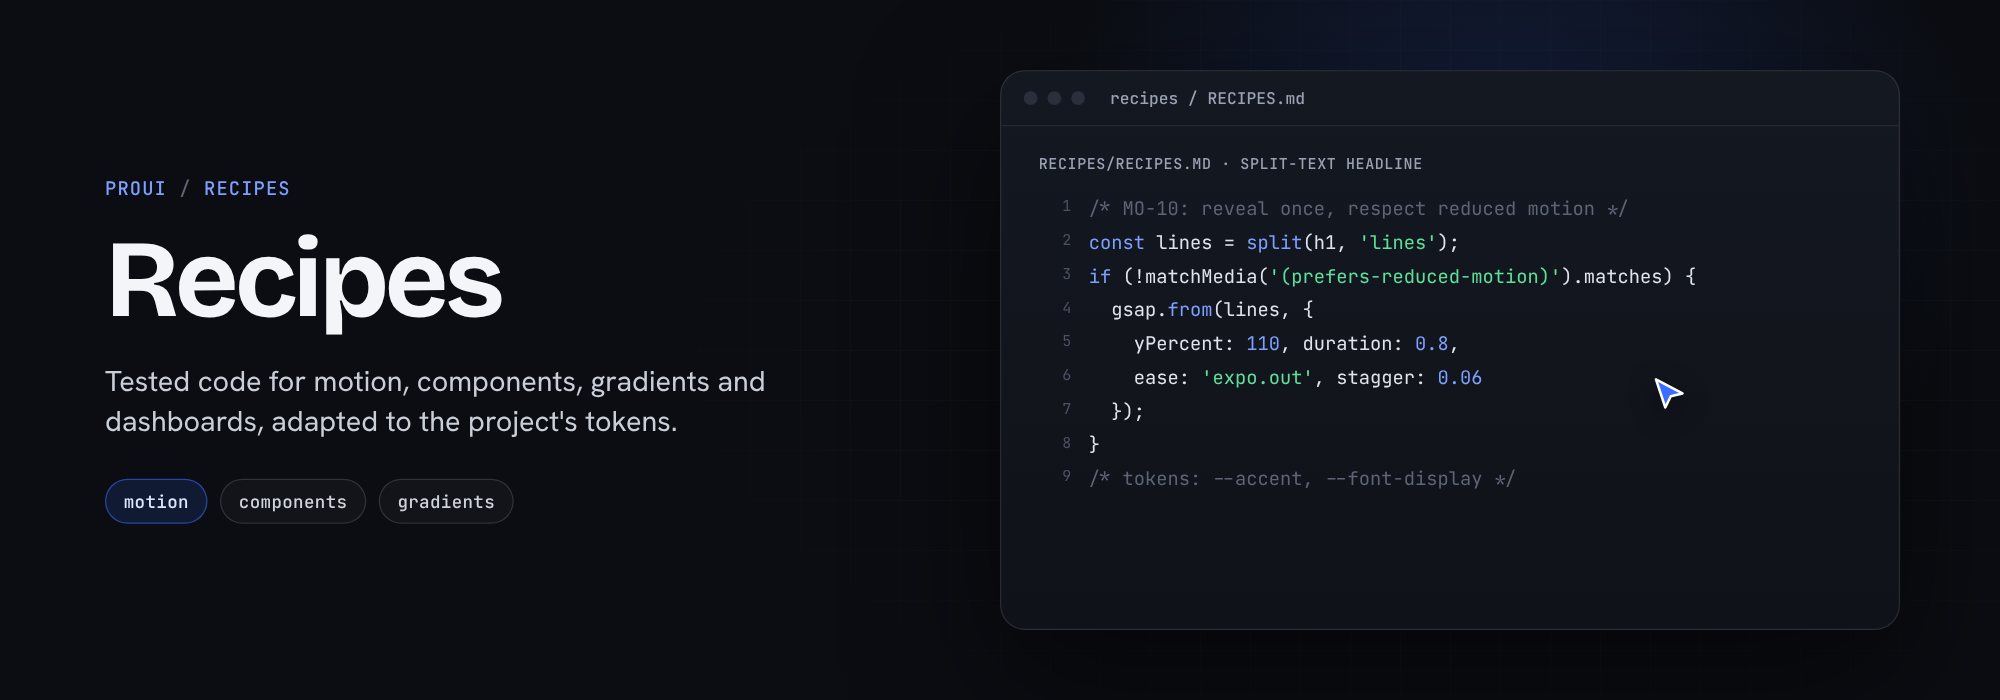 PROUI / RECIPES
Recipes
Tested code for motion, components, gradients and
dashboards, adapted to the project's tokens.
motion
components
gradients
recipes / RECIPES.md
RECIPES/RECIPES.MD · SPLIT-TEXT HEADLINE
1 /* MO-10: reveal once, respect reduced motion */
2 const lines = split(h1, 'lines');
3 if (!matchMedia('(prefers-reduced-motion)').matches) {
4   gsap.from(lines, {
5     yPercent: 110, duration: 0.8,
6     ease: 'expo.out', stagger: 0.06
7   });
8 }
9 /* tokens: --accent, --font-display */